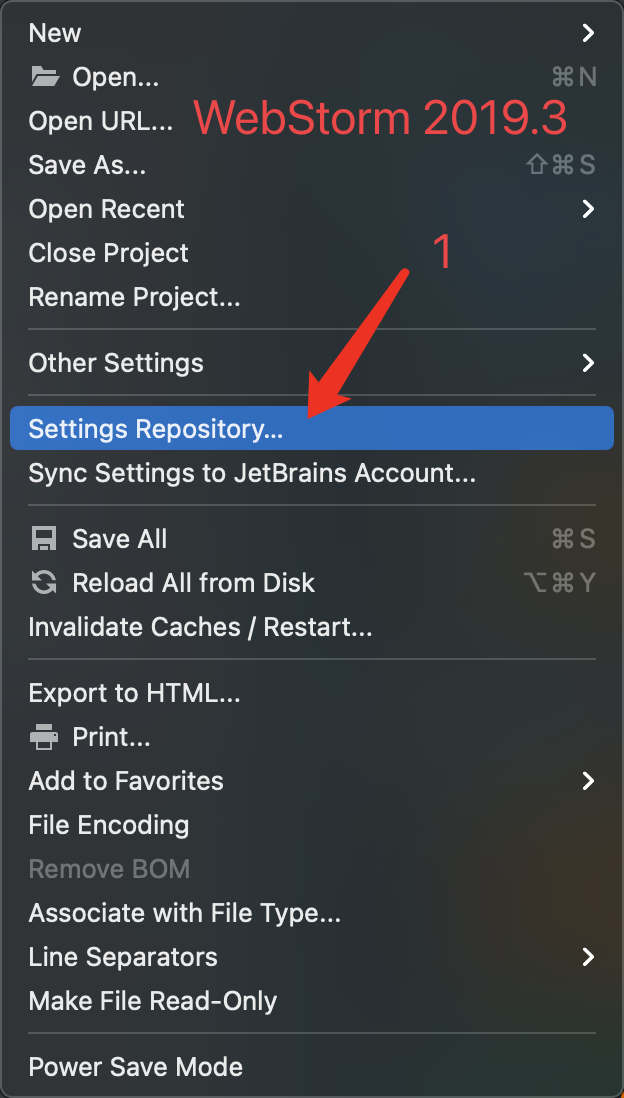 New
Open... ⌘N
Open URL... WebStorm 2019.3
Save As... ⇧⌘S
Open Recent
1
Close Project
Rename Project...
Other Settings
Settings Repository...
Sync Settings to JetBrains Account...
Save All ⌘S
Reload All from Disk ⌥⌘Y
Invalidate Caches / Restart...
Export to HTML...
Print...
Add to Favorites
File Encoding
Remove BOM
Associate with File Type...
Line Separators
Make File Read-Only
Power Save Mode